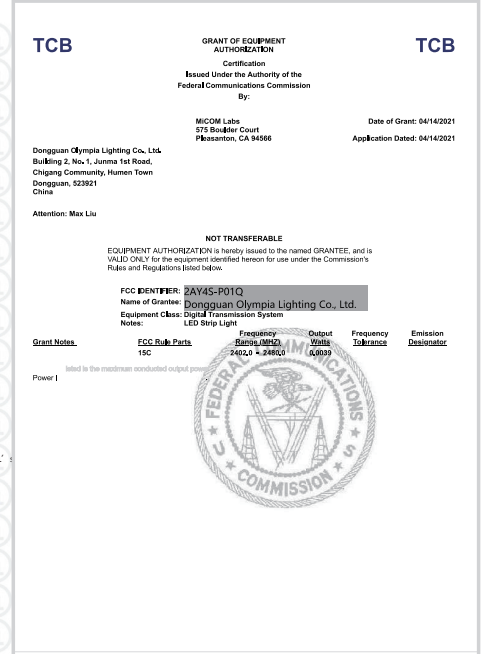 TCB
GRANT OF EQUIPMENT
AUTHORIZATION
TCB
Certification
Issued Under the Authority of the
Federal Communications Commission
By:
MiCOM Labs
575 Boulder Court
Pleasanton, CA 94566
Date of Grant: 04/14/2021
Application Dated: 04/14/2021
Dongguan Olympia Lighting Co., Ltd.
Building 2, No. 1, Junma 1st Road,
Chigang Community, Humen Town
Dongguan, 523921
China
Attention: Max Liu
NOT TRANSFERABLE
EQUIPMENT AUTHORIZATION is hereby issued to the named GRANTEE, and is
VALID ONLY for the equipment identified hereon for use under the Commission's
Rules and Regulations listed below.
FCC IDENTIFIER: 2AY4S-P01Q
Name of Grantee: Dongguan Olympia Lighting Co., Ltd.
Equipment Class: Digital Transmission System
Notes: LED Strip Light
Grant Notes FCC Rule Parts Frequency Range (MHZ) Output Watts Frequency Tolerance Emission Designator
15C 2402.0 - 2480.0 0.0039
Power listed is the maximum conducted output power
FEDERAL COMMUNICATIONS COMMISSION